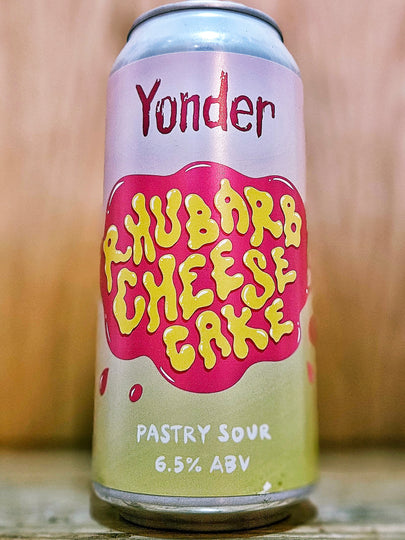 Yonder
RHUBARB
CHEESE
CAKE
PASTRY SOUR
6.5% ABV